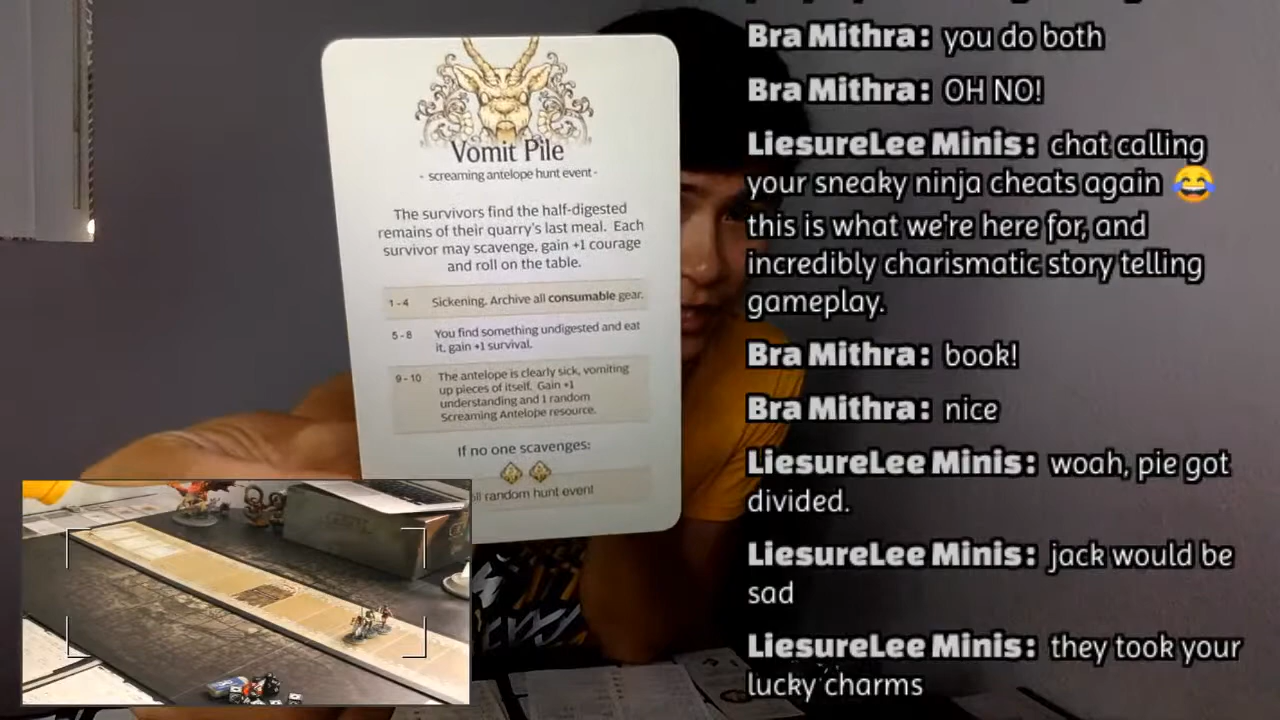 Vomit Pile
- screaming antelope hunt event -
The survivors find the half-digested
remains of their quarry's last meal. Each
survivor may scavenge, gain +1 courage
and roll on the table.
1 - 4 Sickening. Archive all consumable gear.
5 - 8 You find something undigested and eat
it, gain +1 survival.
9 - 10 The antelope is clearly sick, vomiting
up pieces of itself. Gain +1
understanding and 1 random
Screaming Antelope resource.
If no one scavenges:
random hunt event
Bra Mithra: you do both
Bra Mithra: OH NO!
LiesureLee Minis: chat calling
your sneaky ninja cheats again 😂
this is what we're here for, and
incredibly charismatic story telling
gameplay.
Bra Mithra: book!
Bra Mithra: nice
LiesureLee Minis: woah, pie got
divided.
LiesureLee Minis: jack would be
sad
LiesureLee Minis: they took your
lucky charms